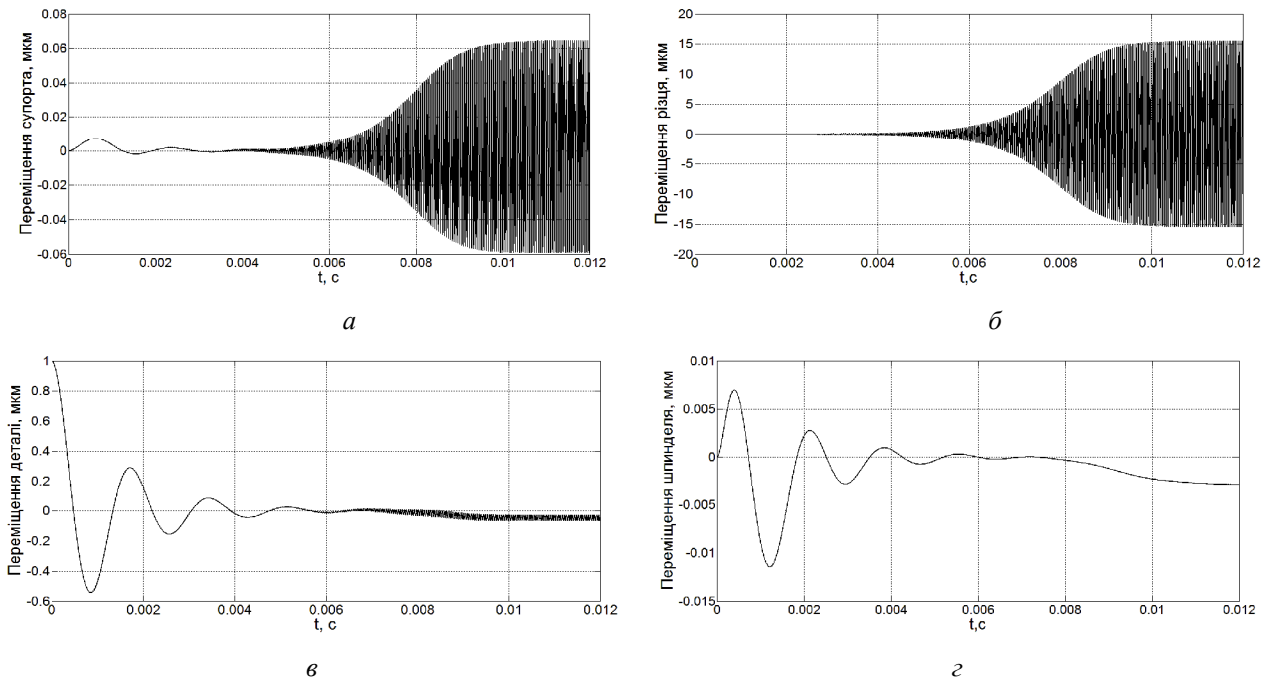 Переміщення супорта, мкм
0.08
0.06
0.04
0.02
0
-0.02
-0.04
-0.06
0 0.002 0.004 0.006 0.008 0.01 0.012
t, c
а
Переміщення різця, мкм
20
15
10
5
0
-5
-10
-15
-20
0 0.002 0.004 0.006 0.008 0.01 0.012
t,c
б
Переміщення деталі, мкм
1
0.8
0.6
0.4
0.2
0
-0.2
-0.4
-0.6
0 0.002 0.004 0.006 0.008 0.01 0.012
t, c
в
Переміщення шпинделя, мкм
0.01
0.005
0
-0.005
-0.01
-0.015
0 0.002 0.004 0.006 0.008 0.01 0.012
t,c
г